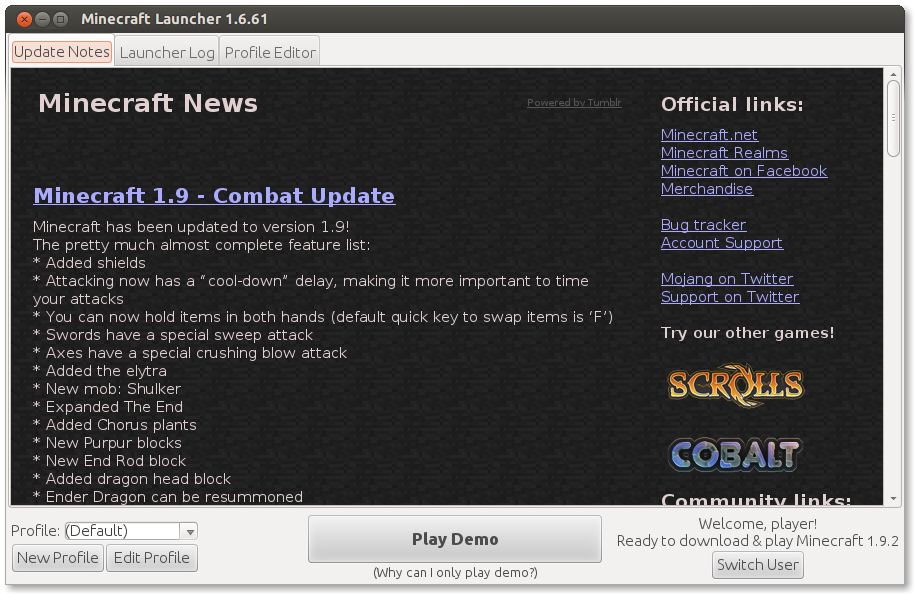 Minecraft Launcher 1.6.61
Update Notes
Launcher Log
Profile Editor
Minecraft News
Powered by Tumblr
Minecraft 1.9 - Combat Update
Minecraft has been updated to version 1.9!
The pretty much almost complete feature list:
* Added shields
* Attacking now has a “cool-down” delay, making it more important to time
your attacks
* You can now hold items in both hands (default quick key to swap items is ‘F’)
* Swords have a special sweep attack
* Axes have a special crushing blow attack
* Added the elytra
* New mob: Shulker
* Expanded The End
* Added Chorus plants
* New Purpur blocks
* New End Rod block
* Added dragon head block
* Ender Dragon can be resummoned
Official links:
Minecraft.net
Minecraft Realms
Minecraft on Facebook
Merchandise
Bug tracker
Account Support
Mojang on Twitter
Support on Twitter
Try our other games!
SCROLLS
COBALT
Community links:
Profile: (Default)
New Profile
Edit Profile
Play Demo
(Why can I only play demo?)
Welcome, player!
Ready to download & play Minecraft 1.9.2
Switch User